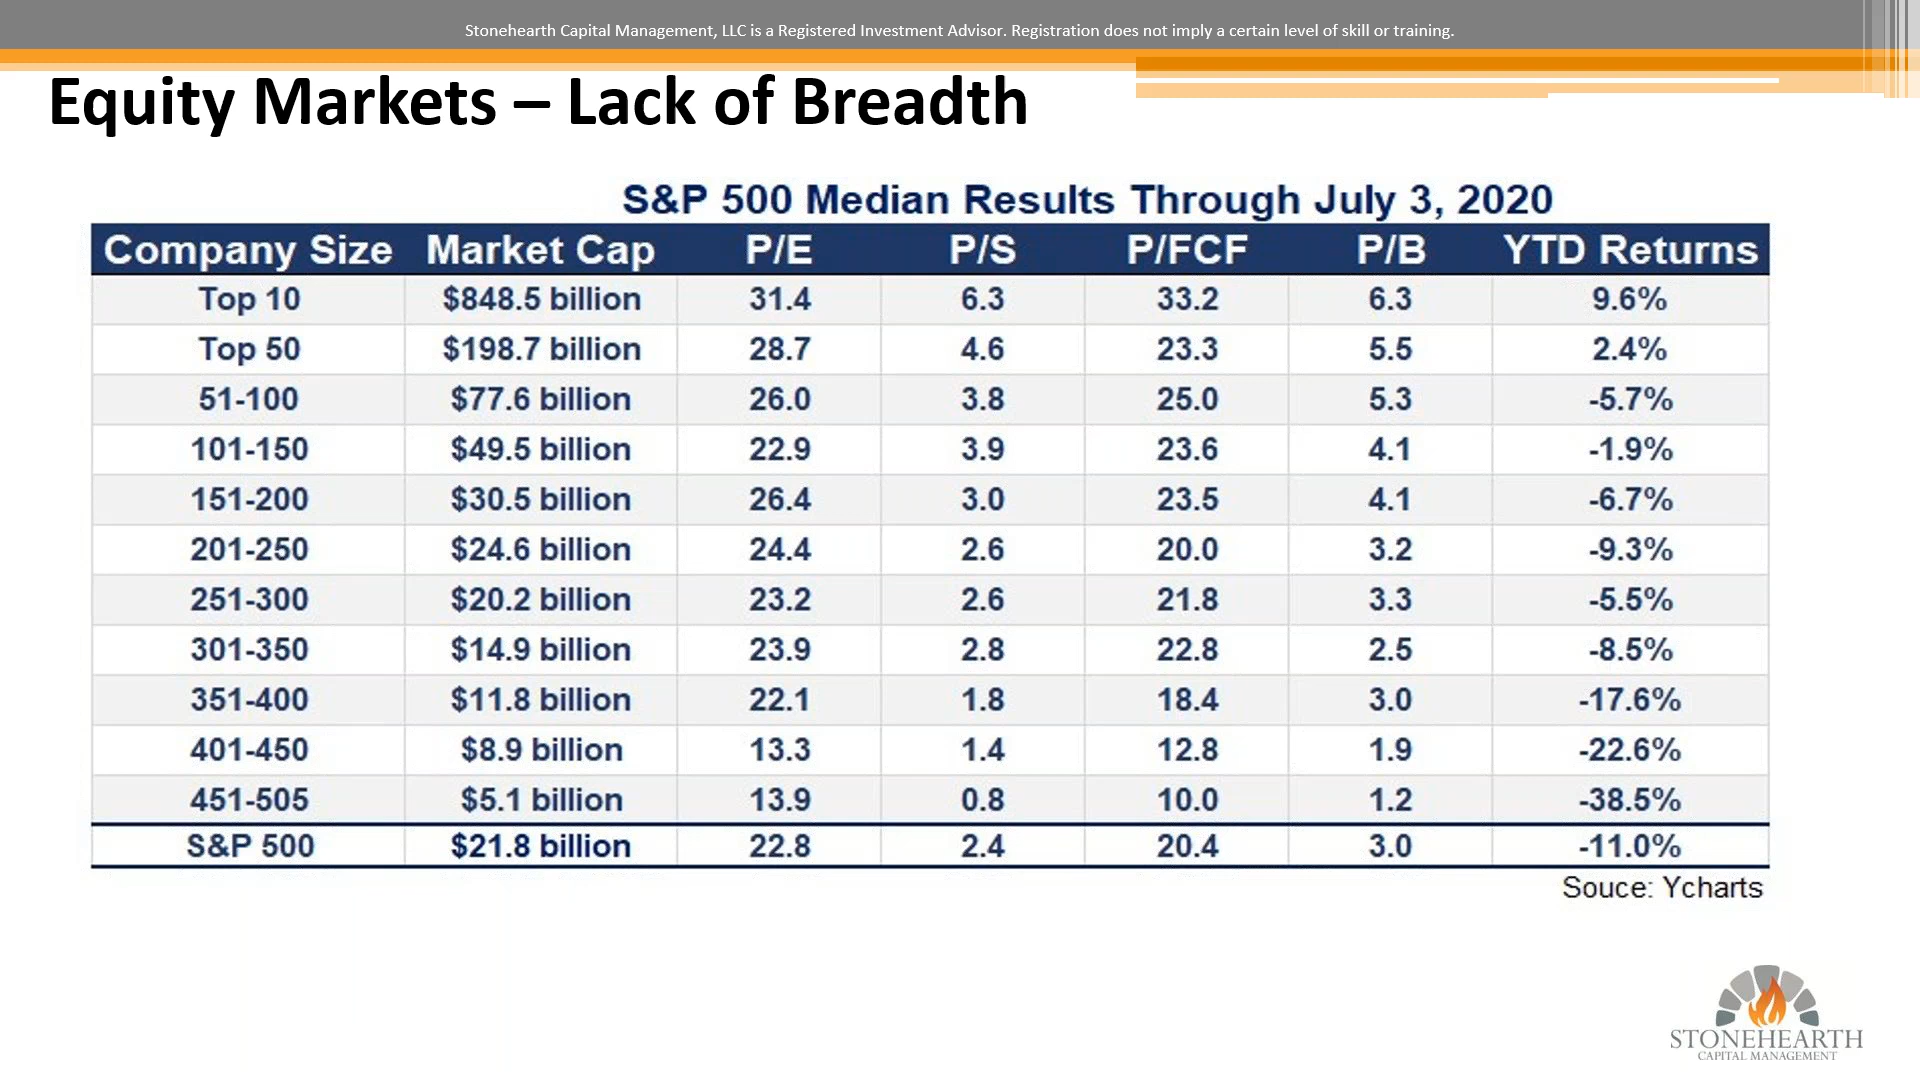 Stonehearth Capital Management, LLC is a Registered Investment Advisor. Registration does not imply a certain level of skill or training.
Equity Markets – Lack of Breadth
S&P 500 Median Results Through July 3, 2020
Company Size Market Cap P/E P/S P/FCF P/B YTD Returns
Top 10 $848.5 billion 31.4 6.3 33.2 6.3 9.6%
Top 50 $198.7 billion 28.7 4.6 23.3 5.5 2.4%
51-100 $77.6 billion 26.0 3.8 25.0 5.3 -5.7%
101-150 $49.5 billion 22.9 3.9 23.6 4.1 -1.9%
151-200 $30.5 billion 26.4 3.0 23.5 4.1 -6.7%
201-250 $24.6 billion 24.4 2.6 20.0 3.2 -9.3%
251-300 $20.2 billion 23.2 2.6 21.8 3.3 -5.5%
301-350 $14.9 billion 23.9 2.8 22.8 2.5 -8.5%
351-400 $11.8 billion 22.1 1.8 18.4 3.0 -17.6%
401-450 $8.9 billion 13.3 1.4 12.8 1.9 -22.6%
451-505 $5.1 billion 13.9 0.8 10.0 1.2 -38.5%
S&P 500 $21.8 billion 22.8 2.4 20.4 3.0 -11.0%
Souce: Ycharts
STONEHEARTH
CAPITAL MANAGEMENT